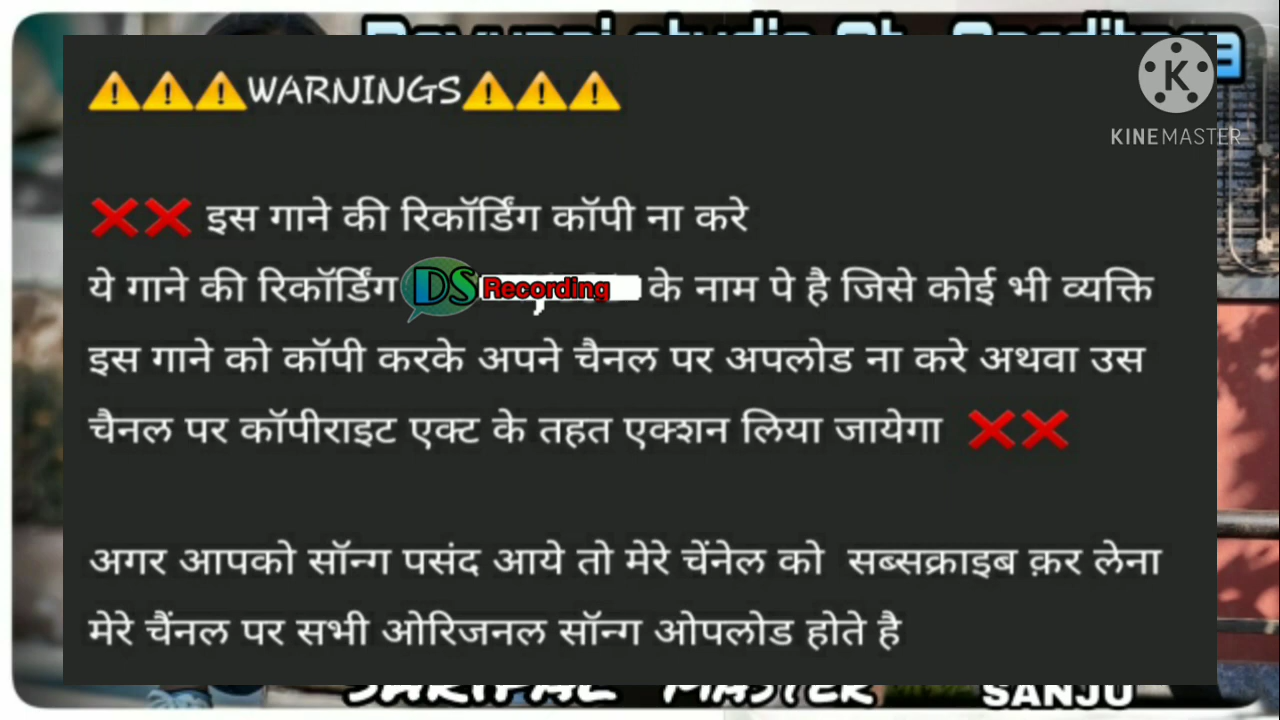 ⚠️⚠️⚠️WARNINGS⚠️⚠️⚠️
KINEMASTER
❌❌ इस गाने की रिकॉर्डिंग कॉपी ना करे
ये गाने की रिकॉर्डिंग DS Recording के नाम पे है जिसे कोई भी व्यक्ति
इस गाने को कॉपी करके अपने चैनल पर अपलोड ना करे अथवा उस
चैनल पर कॉपीराइट एक्ट के तहत एक्शन लिया जायेगा ❌❌
अगर आपको सॉन्ग पसंद आये तो मेरे चेंनेल को सब्सक्राइब क़र लेना
मेरे चैंनल पर सभी ओरिजनल सॉन्ग ओपलोड होते है
MASTER SANJU